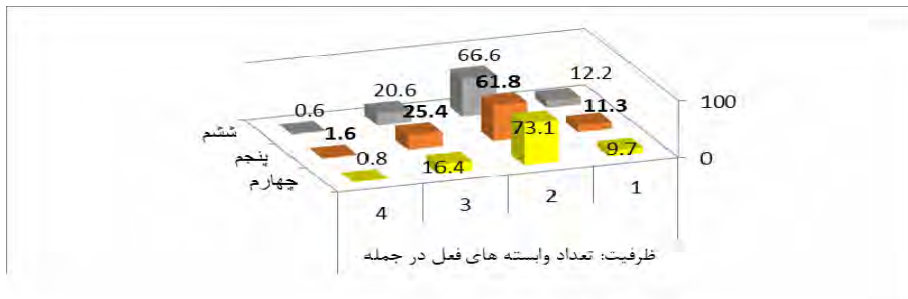 66.6
20.6 12.2
0.6 61.8
25.4 11.3 100
ششم 1.6 73.1
پنجم 0.8 16.4 9.7 0
چهارم
4 3 2 1
ظرفیت: تعداد وابسته های فعل در جمله